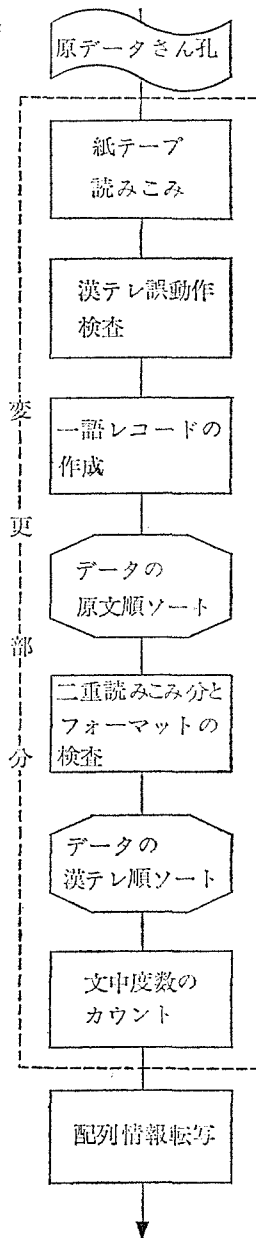 原データさん孔
紙テープ
読みこみ
漢テレ誤動作
検査
一語レコードの
作成
データの
原文順ソート
二重読みこみ分と
フォーマットの
検査
データの
漢テレ順ソート
文中度数の
カウント
配列情報転写
変更部分